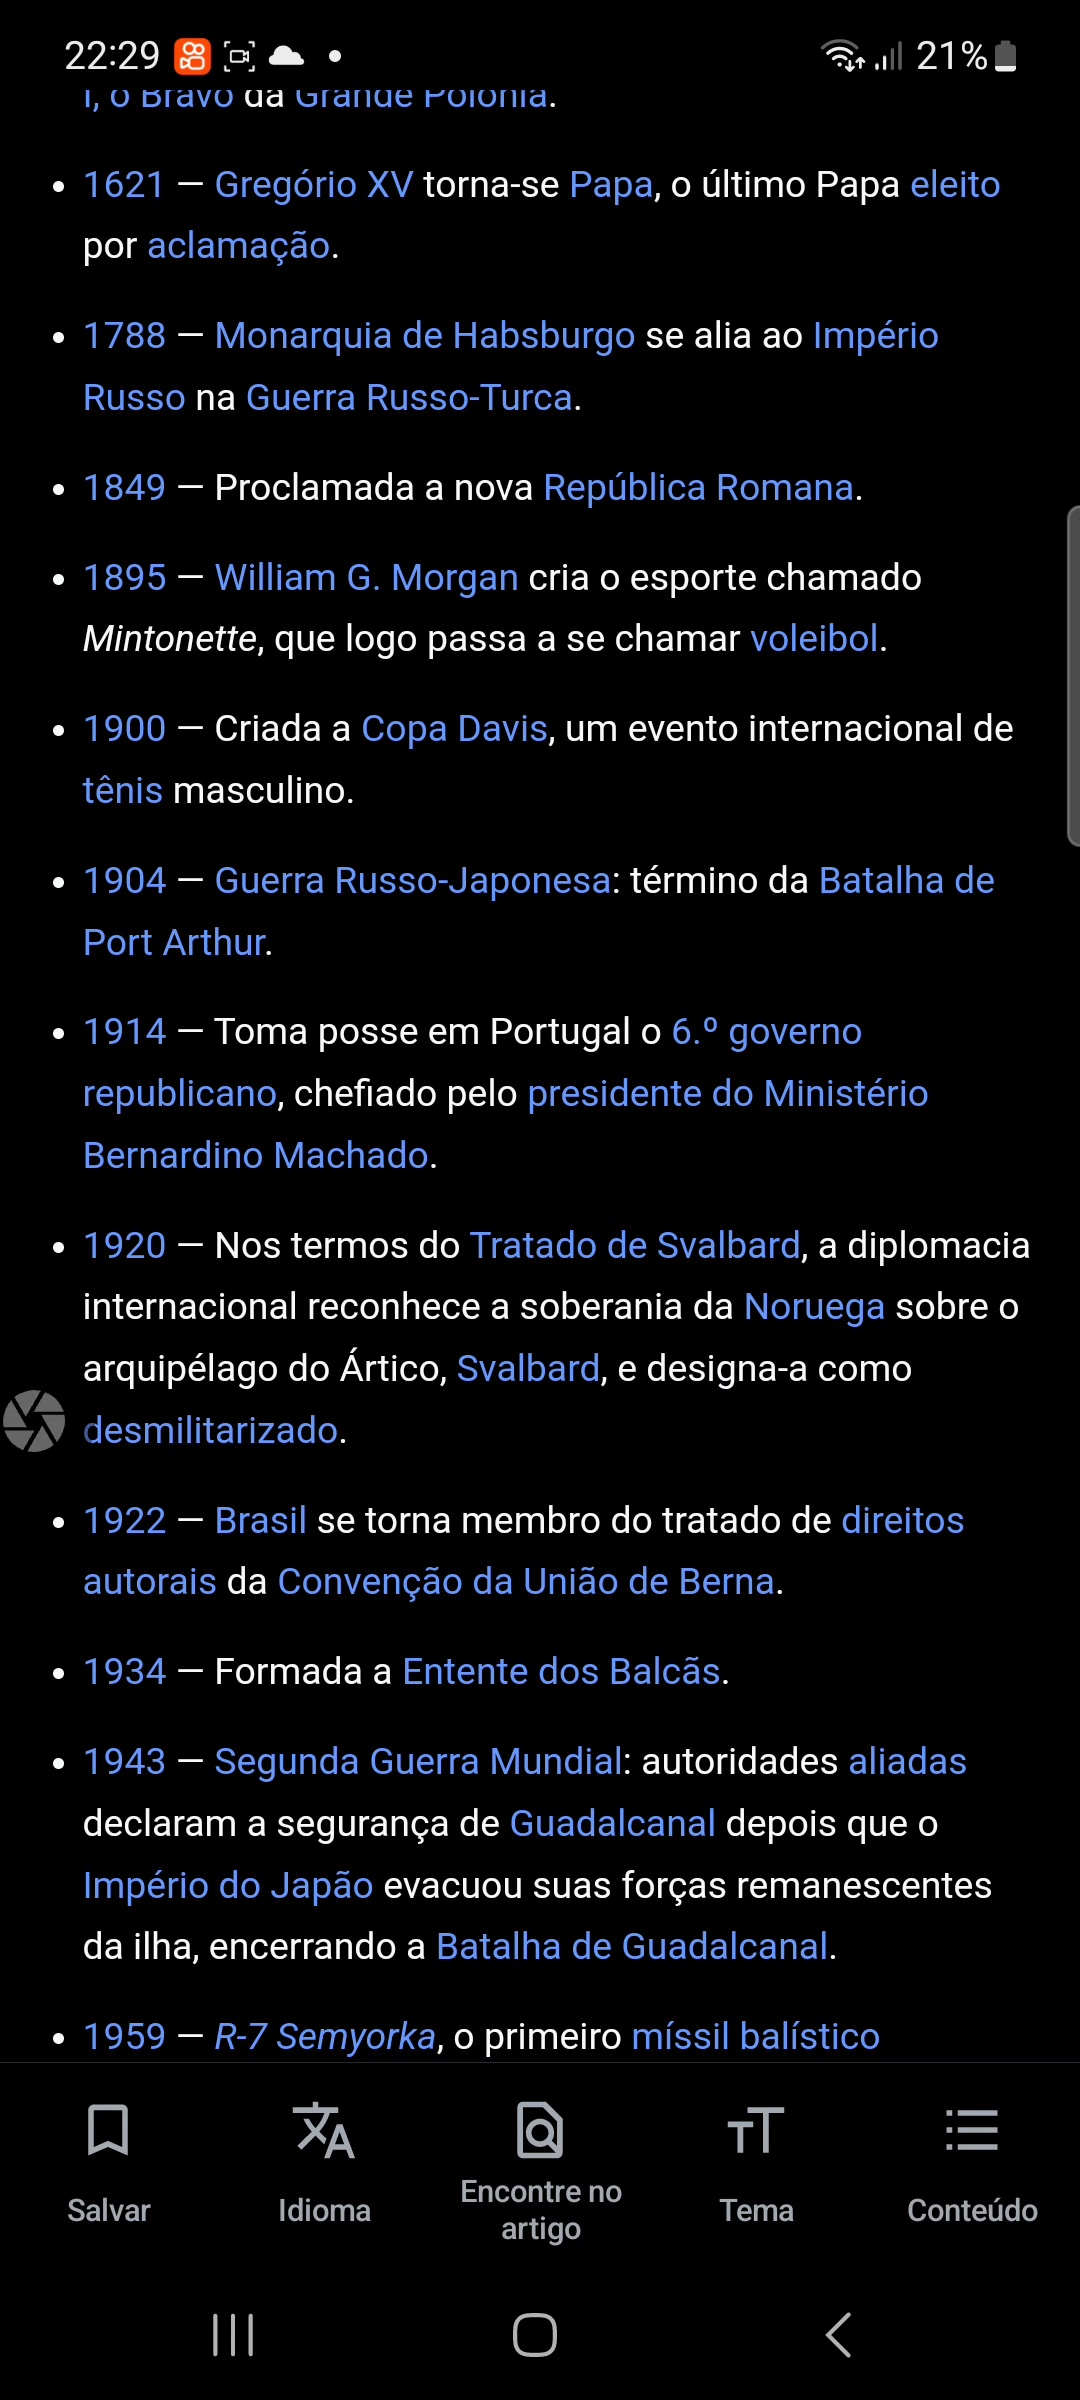 22:29
21%
I, o Bravo da Grande Polônia.
1621 — Gregório XV torna-se Papa, o último Papa eleito
por aclamação.
1788 — Monarquia de Habsburgo se alia ao Império
Russo na Guerra Russo-Turca.
1849 — Proclamada a nova República Romana.
1895 — William G. Morgan cria o esporte chamado
Mintonette, que logo passa a se chamar voleibol.
1900 — Criada a Copa Davis, um evento internacional de
tênis masculino.
1904 — Guerra Russo-Japonesa: término da Batalha de
Port Arthur.
1914 — Toma posse em Portugal o 6.º governo
republicano, chefiado pelo presidente do Ministério
Bernardino Machado.
1920 — Nos termos do Tratado de Svalbard, a diplomacia
internacional reconhece a soberania da Noruega sobre o
arquipélago do Ártico, Svalbard, e designa-a como
desmilitarizado.
1922 — Brasil se torna membro do tratado de direitos
autorais da Convenção da União de Berna.
1934 — Formada a Entente dos Balcãs.
1943 — Segunda Guerra Mundial: autoridades aliadas
declaram a segurança de Guadalcanal depois que o
Império do Japão evacuou suas forças remanescentes
da ilha, encerrando a Batalha de Guadalcanal.
1959 — R-7 Semyorka, o primeiro míssil balístico
Salvar
Idioma
Encontre no
artigo
Tema
Conteúdo